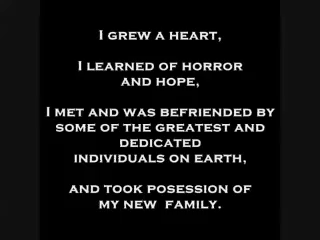 I GREW A HEART,
I LEARNED OF HORROR
AND HOPE,
I MET AND WAS BEFRIENDED BY
SOME OF THE GREATEST AND
DEDICATED
INDIVIDUALS ON EARTH,
AND TOOK POSESSION OF
MY NEW FAMILY.